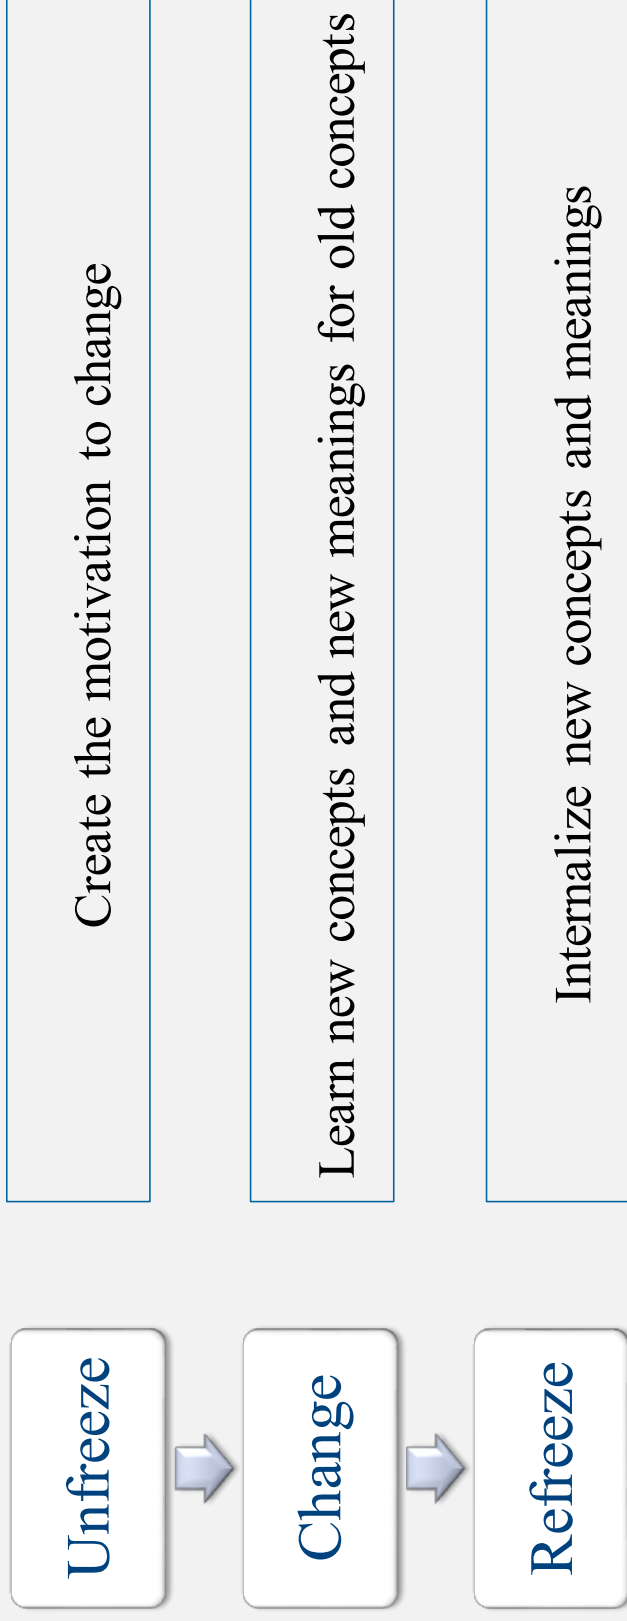 Unfreeze
Create the motivation to change
Change
Learn new concepts and new meanings for old concepts
Refreeze
Internalize new concepts and meanings